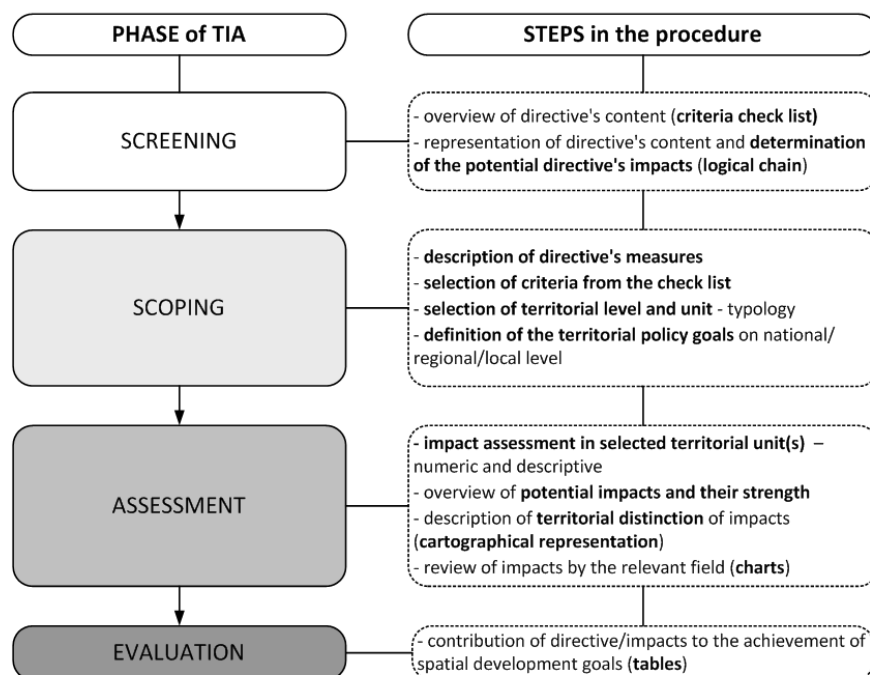 PHASE of TIA
STEPS in the procedure
SCREENING
- overview of directive's content (criteria check list)
- representation of directive's content and determination
of the potential directive's impacts (logical chain)
SCOPING
- description of directive's measures
- selection of criteria from the check list
- selection of territorial level and unit - typology
- definition of the territorial policy goals on national/
regional/local level
ASSESSMENT
- impact assessment in selected territorial unit(s) –
numeric and descriptive
- overview of potential impacts and their strength
- description of territorial distinction of impacts
(cartographical representation)
- review of impacts by the relevant field (charts)
EVALUATION
- contribution of directive/impacts to the achievement of
spatial development goals (tables)